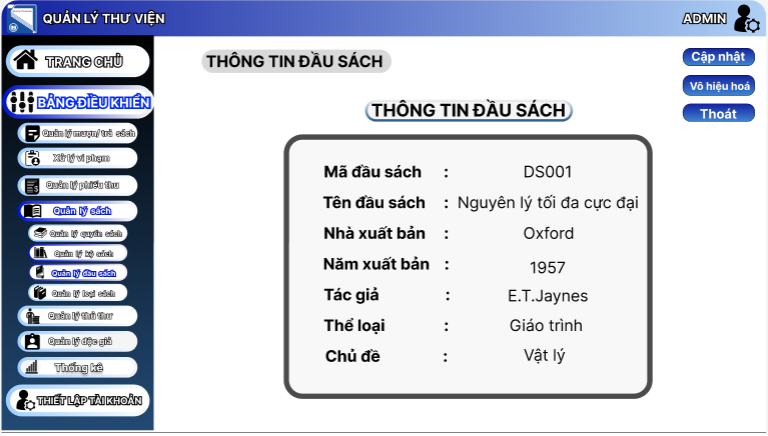 QUẢN LÝ THƯ VIỆN
ADMIN
TRANG CHỦ
BẢNG ĐIỀU KHIỂN
Quản lý mượn/ trả sách
Xử lý vi phạm
Quản lý phiếu thu
Quản lý sách
Quản lý quyển sách
Quản lý kệ sách
Quản lý đầu sách
Quản lý loại sách
Quản lý thủ thư
Quản lý độc giả
Thống kê
THIẾT LẬP TÀI KHOẢN
THÔNG TIN ĐẦU SÁCH
Cập nhật
Vô hiệu hoá
Thoát
THÔNG TIN ĐẦU SÁCH
Mã đầu sách : DS001
Tên đầu sách : Nguyên lý tối đa cực đại
Nhà xuất bản : Oxford
Năm xuất bản : 1957
Tác giả : E.T.Jaynes
Thể loại : Giáo trình
Chủ đề : Vật lý